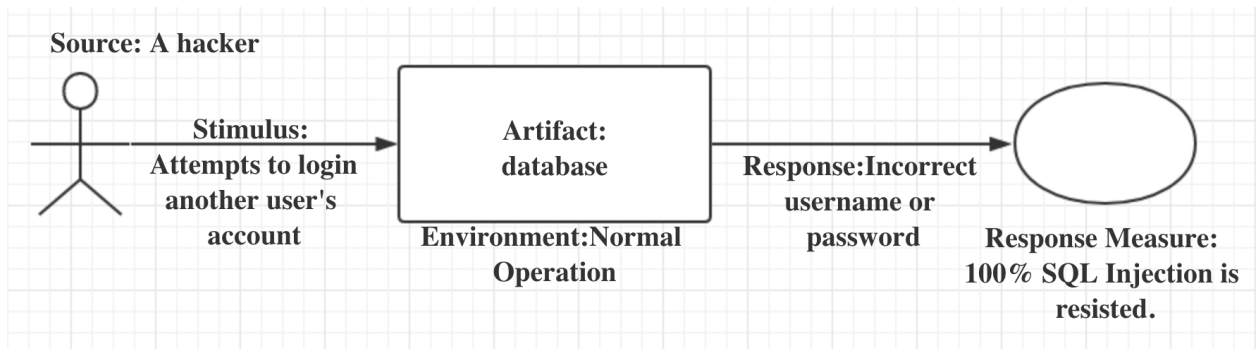 Source: A hacker
Stimulus:
Attempts to login
another user's
account
Artifact:
database
Environment:Normal
Operation
Response:Incorrect
username or
password
Response Measure:
100% SQL Injection is
resisted.